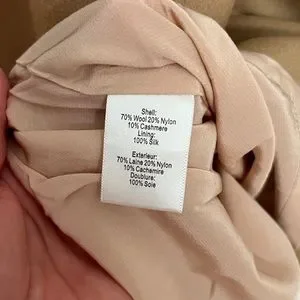 Shell:
70% Wool 20% Nylon
10% Cashmere
Lining:
100% Silk
Exterieur:
70% Laine 20% Nylon
10% Cachemire
Doublure:
100% Soie